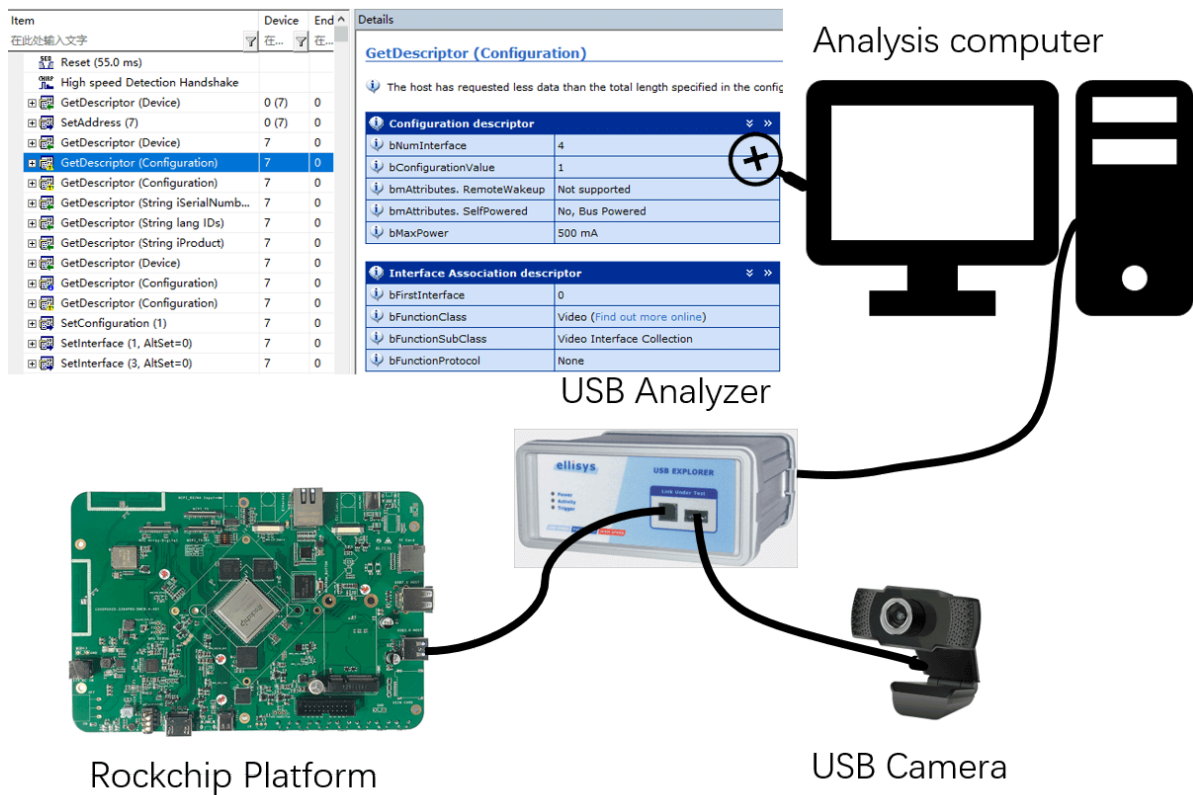 Item Device End
在此处输入文字 在... 在...
Reset (55.0 ms)
High speed Detection Handshake
GetDescriptor (Device) 0 (7) 0
SetAddress (7) 0 (7) 0
GetDescriptor (Device) 7 0
GetDescriptor (Configuration) 7 0
GetDescriptor (Configuration) 7 0
GetDescriptor (String iSerialNumb... 7 0
GetDescriptor (String lang IDs) 7 0
GetDescriptor (String iProduct) 7 0
GetDescriptor (Device) 7 0
GetDescriptor (Configuration) 7 0
GetDescriptor (Configuration) 7 0
SetConfiguration (1) 7 0
SetInterface (1, AltSet=0) 7 0
SetInterface (3, AltSet=0) 7 0
Details
GetDescriptor (Configuration)
The host has requested less data than the total length specified in the config
Configuration descriptor
bNumInterface 4
bConfigurationValue 1
bmAttributes. RemoteWakeup Not supported
bmAttributes. SelfPowered No, Bus Powered
bMaxPower 500 mA
Interface Association descriptor
bFirstInterface 0
bFunctionClass Video (Find out more online)
bFunctionSubClass Video Interface Collection
bFunctionProtocol None
Analysis computer
USB Analyzer
ellisys
USB EXPLORER
Link Under Test
Power
Activity
Trigger
Rockchip Platform
USB Camera